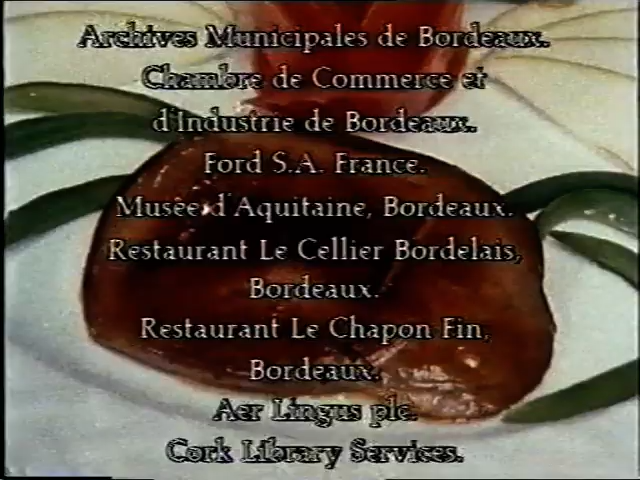 Archives Municipales de Bordeaux.
Chambre de Commerce et
d'Industrie de Bordeaux.
Ford S.A. France.
Musée d'Aquitaine, Bordeaux.
Restaurant Le Cellier Bordelais,
Bordeaux.
Restaurant Le Chapon Fin,
Bordeaux.
Aer Lingus plc.
Cork Library Services.